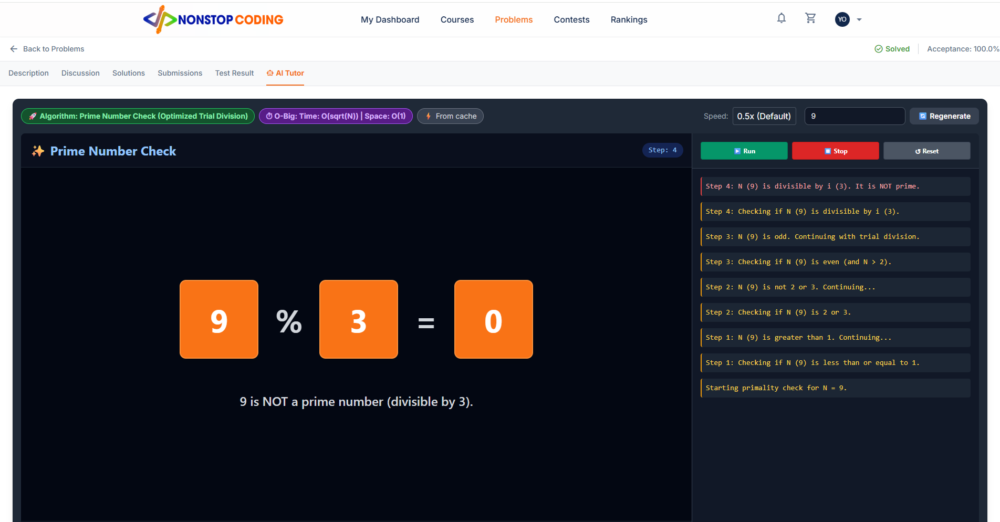 NONSTOP CODING
My Dashboard
Courses
Problems
Contests
Rankings
YO
Back to Problems
Solved
Acceptance: 100.0%
Description
Discussion
Solutions
Submissions
Test Result
AI Tutor
Algorithm: Prime Number Check (Optimized Trial Division)
O-Big: Time: O(sqrt(N)) | Space: O(1)
From cache
Speed:
0.5x (Default)
9
Regenerate
Prime Number Check
Step: 4
Run
Stop
Reset
9 % 3 = 0
9 is NOT a prime number (divisible by 3).
Step 4: N (9) is divisible by i (3). It is NOT prime.
Step 4: Checking if N (9) is divisible by i (3).
Step 3: N (9) is odd. Continuing with trial division.
Step 3: Checking if N (9) is even (and N > 2).
Step 2: N (9) is not 2 or 3. Continuing...
Step 2: Checking if N (9) is 2 or 3.
Step 1: N (9) is greater than 1. Continuing...
Step 1: Checking if N (9) is less than or equal to 1.
Starting primality check for N = 9.